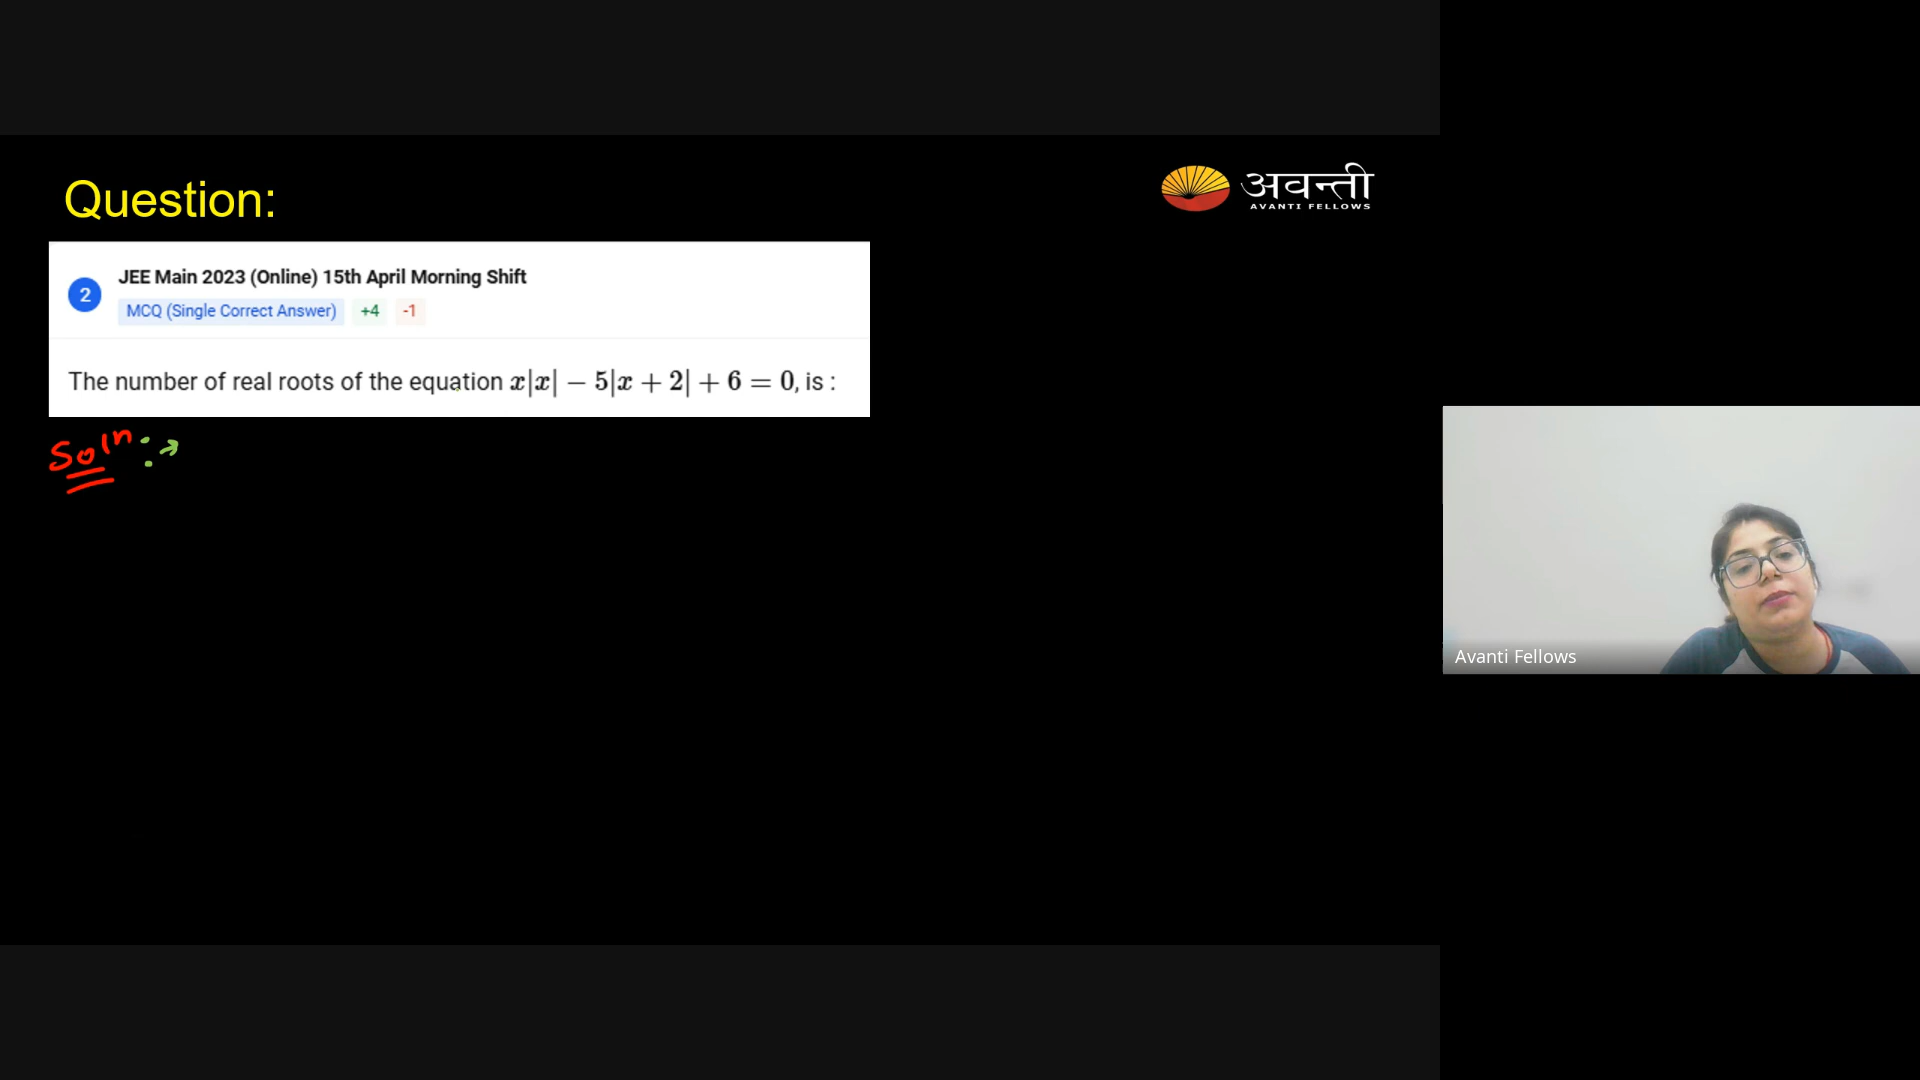 Question:
अवन्ती
AVANTI FELLOWS
2
JEE Main 2023 (Online) 15th April Morning Shift
MCQ (Single Correct Answer) +4 -1
The number of real roots of the equation x|x| − 5|x + 2| + 6 = 0, is :
Soln :→
Avanti Fellows